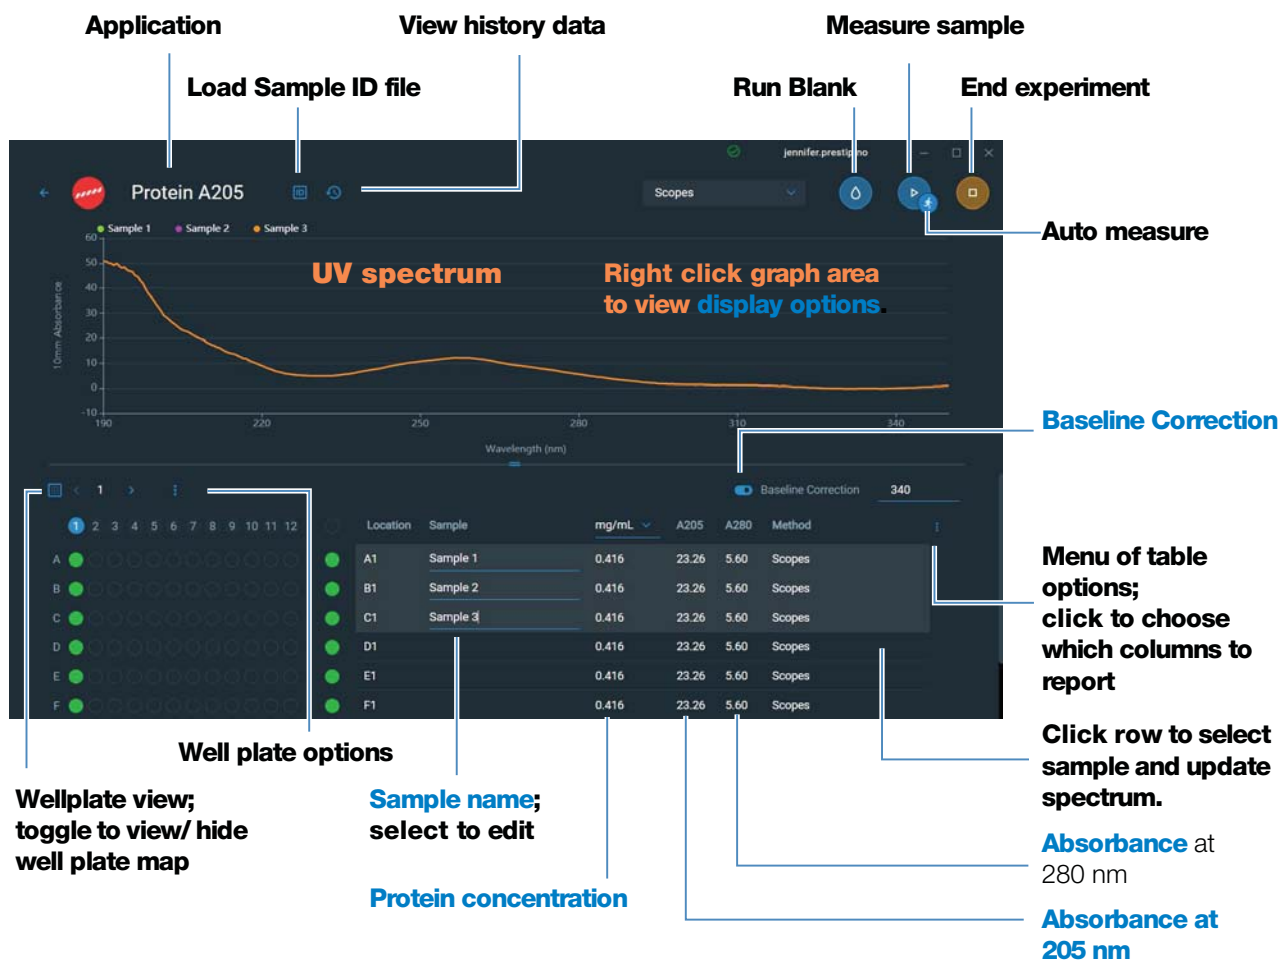 Application
View history data
Measure sample
Load Sample ID file
Run Blank
End experiment
jennifer.prestipino
Protein A205
ID
Scopes
Auto measure
Sample 1
Sample 2
Sample 3
UV spectrum
Right click graph area
to view display options.
10mm Absorbance
60
50
40
30
20
10
0
-10
190
220
250
280
310
340
Wavelength (nm)
Baseline Correction
1
Baseline Correction
340
1 2 3 4 5 6 7 8 9 10 11 12
Location Sample mg/mL A205 A280 Method
A A1 Sample 1 0.416 23.26 5.60 Scopes
B B1 Sample 2 0.416 23.26 5.60 Scopes
C C1 Sample 3 0.416 23.26 5.60 Scopes
D D1 0.416 23.26 5.60 Scopes
E E1 0.416 23.26 5.60 Scopes
F F1 0.416 23.26 5.60 Scopes
Menu of table
options;
click to choose
which columns to
report
Click row to select
sample and update
spectrum.
Well plate options
Wellplate view;
toggle to view/ hide
well plate map
Sample name;
select to edit
Protein concentration
Absorbance at
280 nm
Absorbance at
205 nm